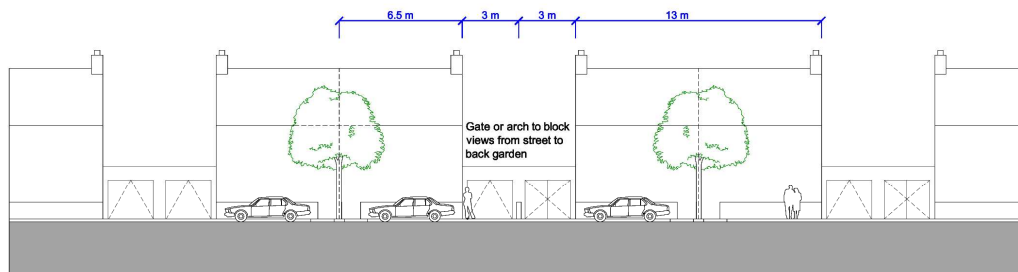 6.5 m 3 m 3 m 13 m
Gate or arch to block
views from street to
back garden